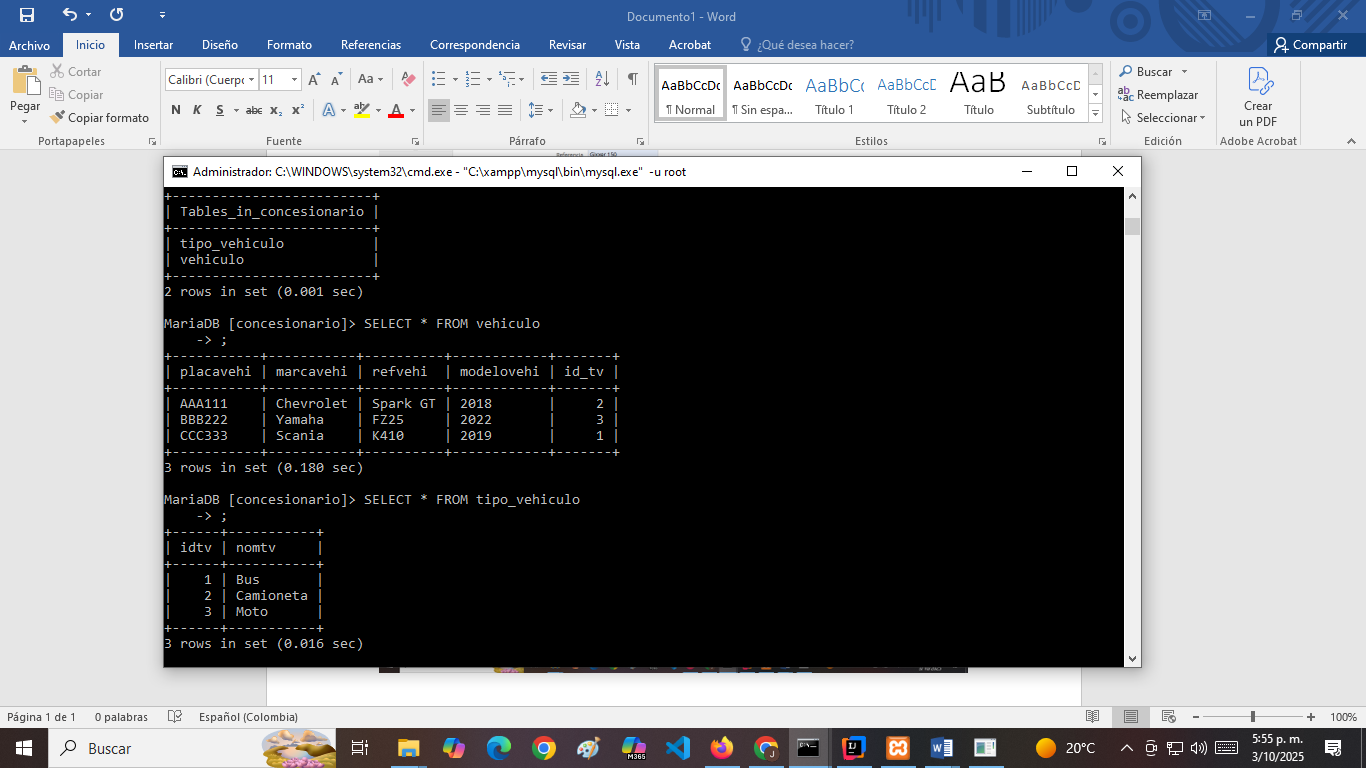 Documento1 - Word
Archivo Inicio Insertar Diseño Formato Referencias Correspondencia Revisar Vista Acrobat ¿Qué desea hacer? Compartir
Pegar
Cortar
Copiar
Copiar formato
Portapapeles
Calibri (Cuerpo 11
N K S abc x₂ x²
Fuente
Párrafo
AaBbCcDc AaBbCcDc AaBbCc AaBbCcD AaB AaBbCcD
¶ Normal ¶ Sin espa... Título 1 Título 2 Título Subtítulo
Estilos
Buscar
Reemplazar
Seleccionar
Edición
Crear
un PDF
Adobe Acrobat
Referencia Gixxer 150
Administrador: C:\WINDOWS\system32\cmd.exe - "C:\xampp\mysql\bin\mysql.exe" -u root
+-------------------------+
| Tables_in_concesionario |
+-------------------------+
| tipo_vehiculo           |
| vehiculo                |
+-------------------------+
2 rows in set (0.001 sec)
MariaDB [concesionario]> SELECT * FROM vehiculo
    -> ;
+-----------+-----------+----------+------------+-------+
| placavehi | marcavehi | refvehi  | modelovehi | id_tv |
+-----------+-----------+----------+------------+-------+
| AAA111    | Chevrolet | Spark GT | 2018       |     2 |
| BBB222    | Yamaha    | FZ25     | 2022       |     3 |
| CCC333    | Scania    | K410     | 2019       |     1 |
+-----------+-----------+----------+------------+-------+
3 rows in set (0.180 sec)
MariaDB [concesionario]> SELECT * FROM tipo_vehiculo
    -> ;
+------+-----------+
| idtv | nomtv     |
+------+-----------+
|    1 | Bus       |
|    2 | Camioneta |
|    3 | Moto      |
+------+-----------+
3 rows in set (0.016 sec)
Página 1 de 1 0 palabras Español (Colombia) 100%
Buscar
M365
20°C
5:55 p. m.
3/10/2025